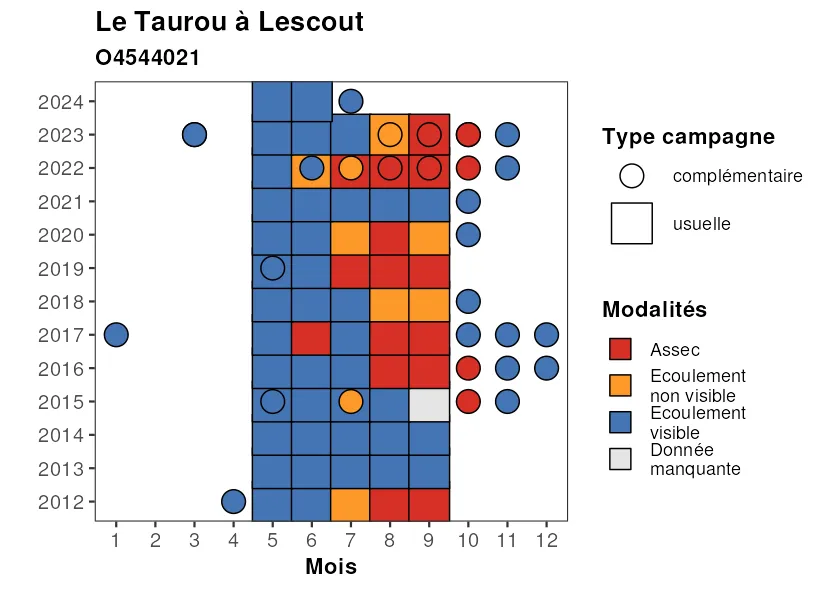 Le Taurou à Lescout
O4544021
2024
2023
2022
2021
2020
2019
2018
2017
2016
2015
2014
2013
2012
1 2 3 4 5 6 7 8 9 10 11 12
Mois
Type campagne
complémentaire
usuelle
Modalités
Assec
Ecoulement
non visible
Ecoulement
visible
Donnée
manquante